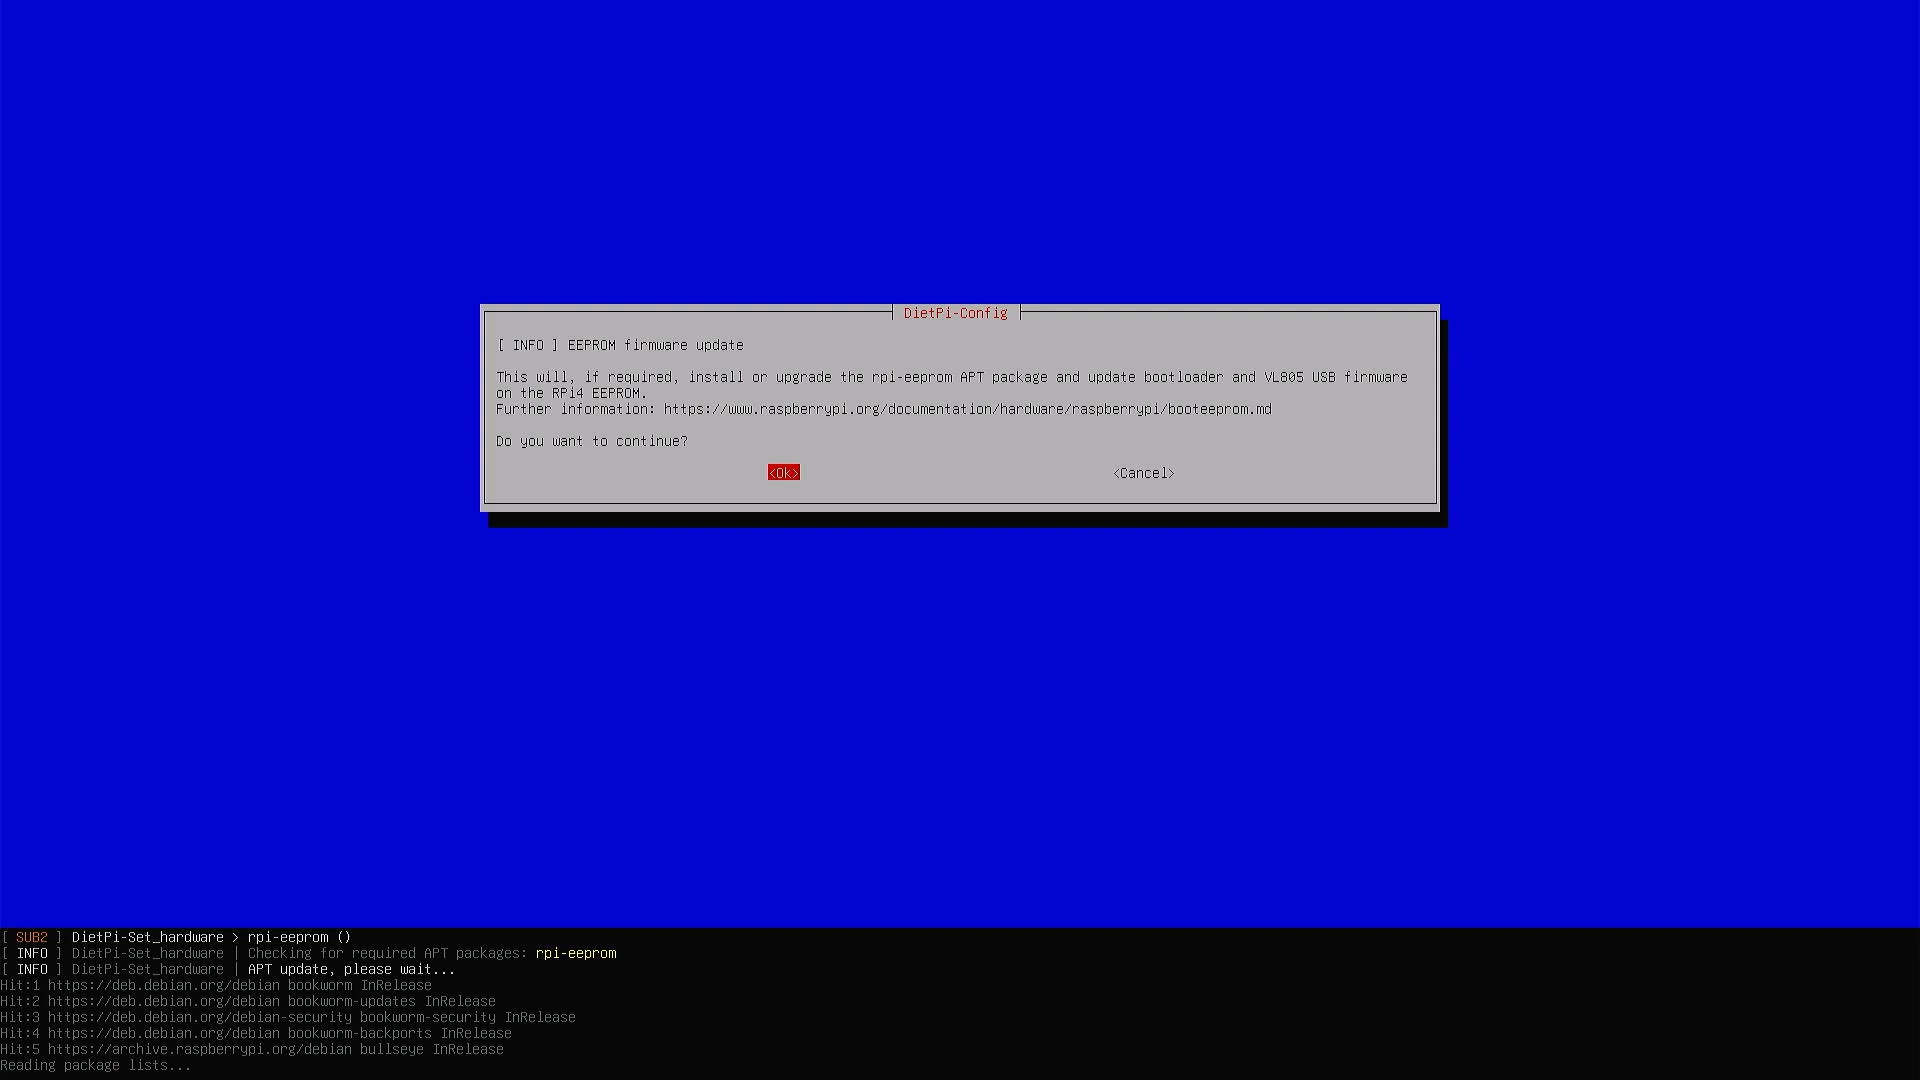 DietPi-Config
[ INFO ] EEPROM firmware update
This will, if required, install or upgrade the rpi-eeprom APT package and update bootloader and VL805 USB firmware
on the RPi4 EEPROM.
Further information: https://www.raspberrypi.org/documentation/hardware/raspberrypi/booteeprom.md
Do you want to continue?
<Ok> <Cancel>
[ SUB2 ] DietPi-Set_hardware > rpi-eeprom ()
[ INFO ] DietPi-Set_hardware | Checking for required APT packages: rpi-eeprom
[ INFO ] DietPi-Set_hardware | APT update, please wait...
Hit:1 https://deb.debian.org/debian bookworm InRelease
Hit:2 https://deb.debian.org/debian bookworm-updates InRelease
Hit:3 https://deb.debian.org/debian-security bookworm-security InRelease
Hit:4 https://deb.debian.org/debian bookworm-backports InRelease
Hit:5 https://archive.raspberrypi.org/debian bullseye InRelease
Reading package lists...